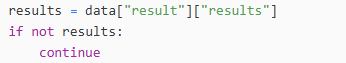 results = data["result"]["results"]
if not results:
    continue